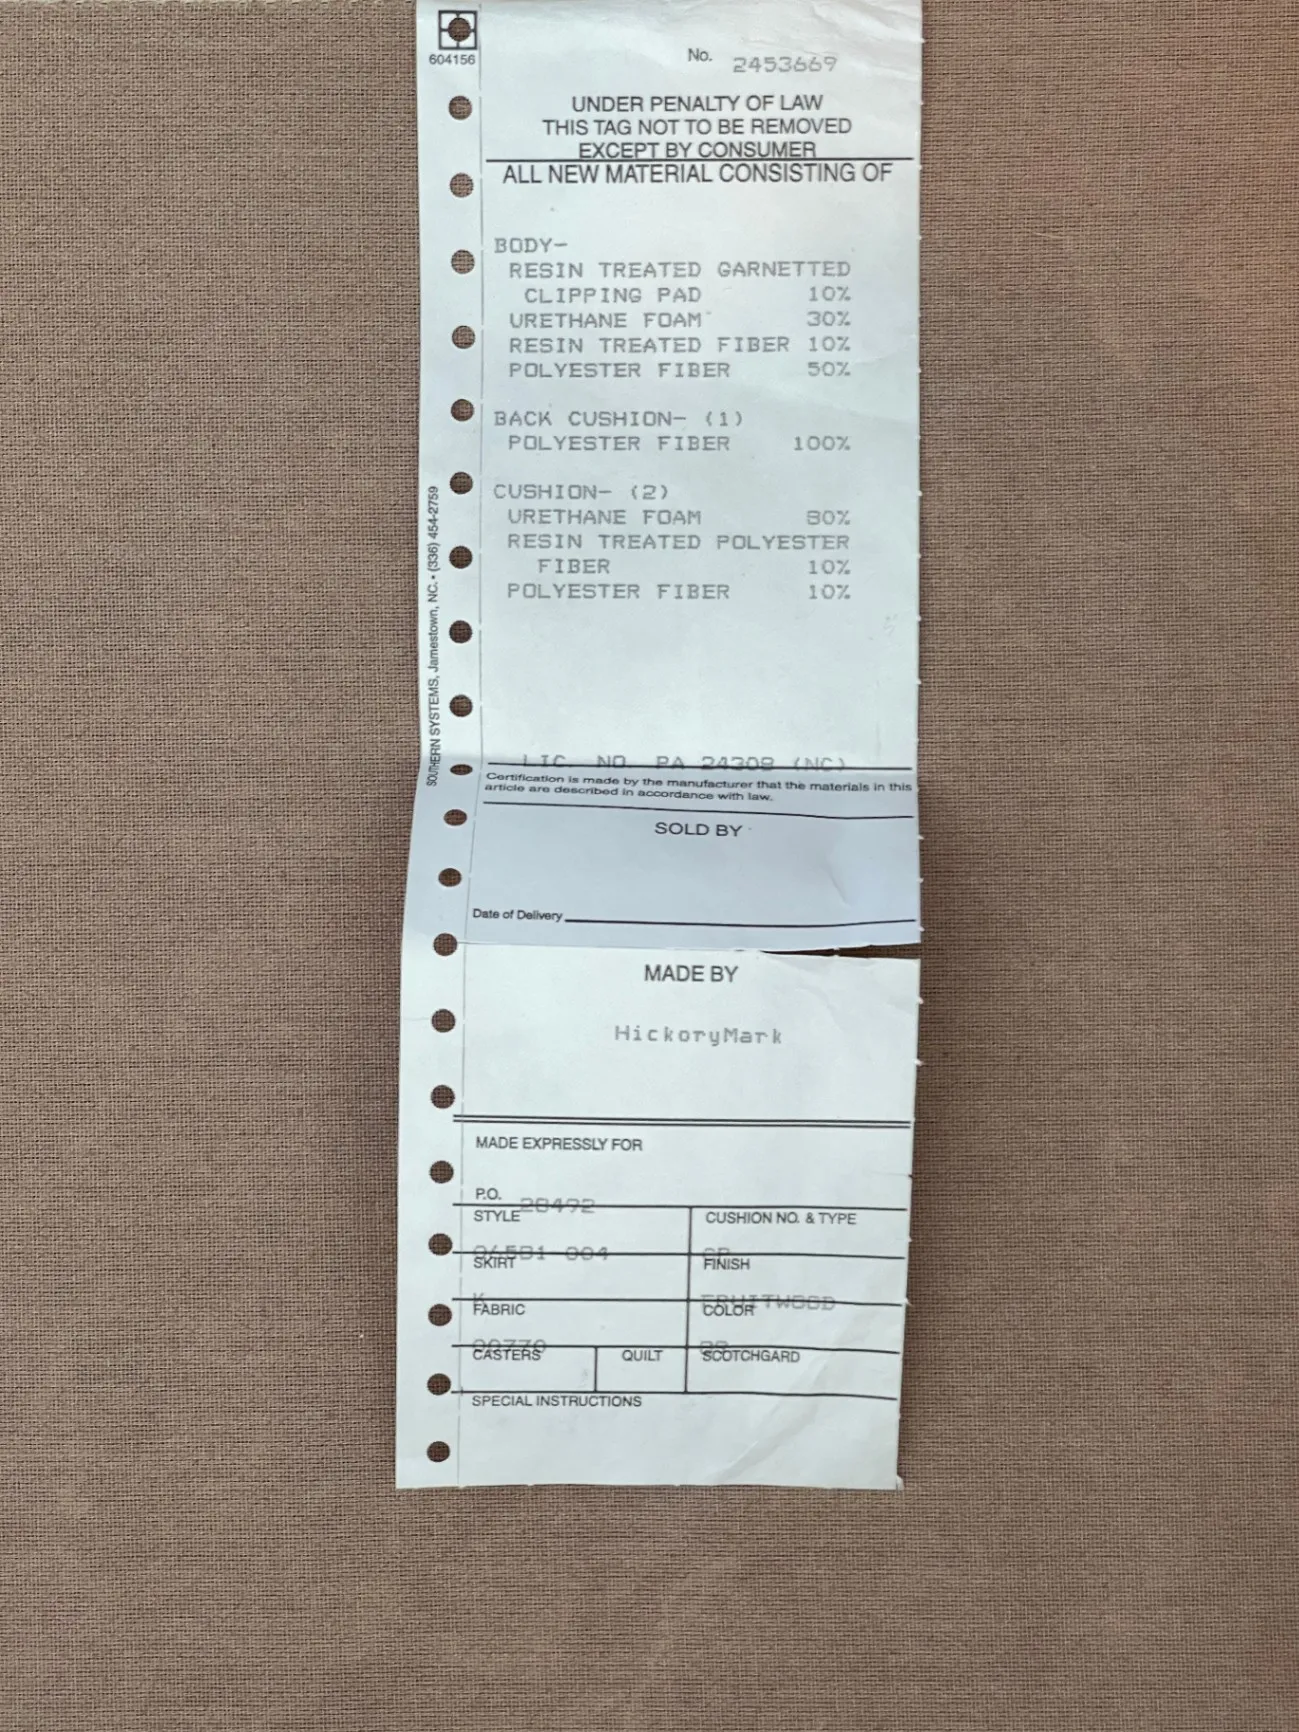 604156
No. 2453669
UNDER PENALTY OF LAW
THIS TAG NOT TO BE REMOVED
EXCEPT BY CONSUMER
ALL NEW MATERIAL CONSISTING OF
BODY-
RESIN TREATED GARNETTED
CLIPPING PAD 10%
URETHANE FOAM 30%
RESIN TREATED FIBER 10%
POLYESTER FIBER 50%
BACK CUSHION- (1)
POLYESTER FIBER 100%
CUSHION- (2)
URETHANE FOAM 80%
RESIN TREATED POLYESTER
FIBER 10%
POLYESTER FIBER 10%
SOUTHERN SYSTEMS, Jamestown, NC. • (336) 454-2759
LIC. NO. PA 24308 (NC)
Certification is made by the manufacturer that the materials in this
article are described in accordance with law.
SOLD BY
Date of Delivery
MADE BY
HickoryMark
MADE EXPRESSLY FOR
P.O. 20492
STYLE CUSHION NO. & TYPE
004
SKIRT FINISH
K FRUITWOOD
FABRIC COLOR
00770
CASTERS QUILT SCOTCHGARD
SPECIAL INSTRUCTIONS